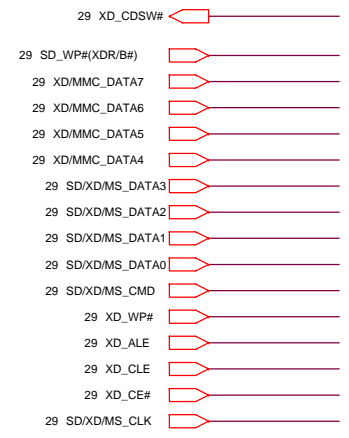 29 XD_CDSW#
29 SD_WP#(XDR/B#)
29 XD/MMC_DATA7
29 XD/MMC_DATA6
29 XD/MMC_DATA5
29 XD/MMC_DATA4
29 SD/XD/MS_DATA3
29 SD/XD/MS_DATA2
29 SD/XD/MS_DATA1
29 SD/XD/MS_DATA0
29 SD/XD/MS_CMD
29 XD_WP#
29 XD_ALE
29 XD_CLE
29 XD_CE#
29 SD/XD/MS_CLK